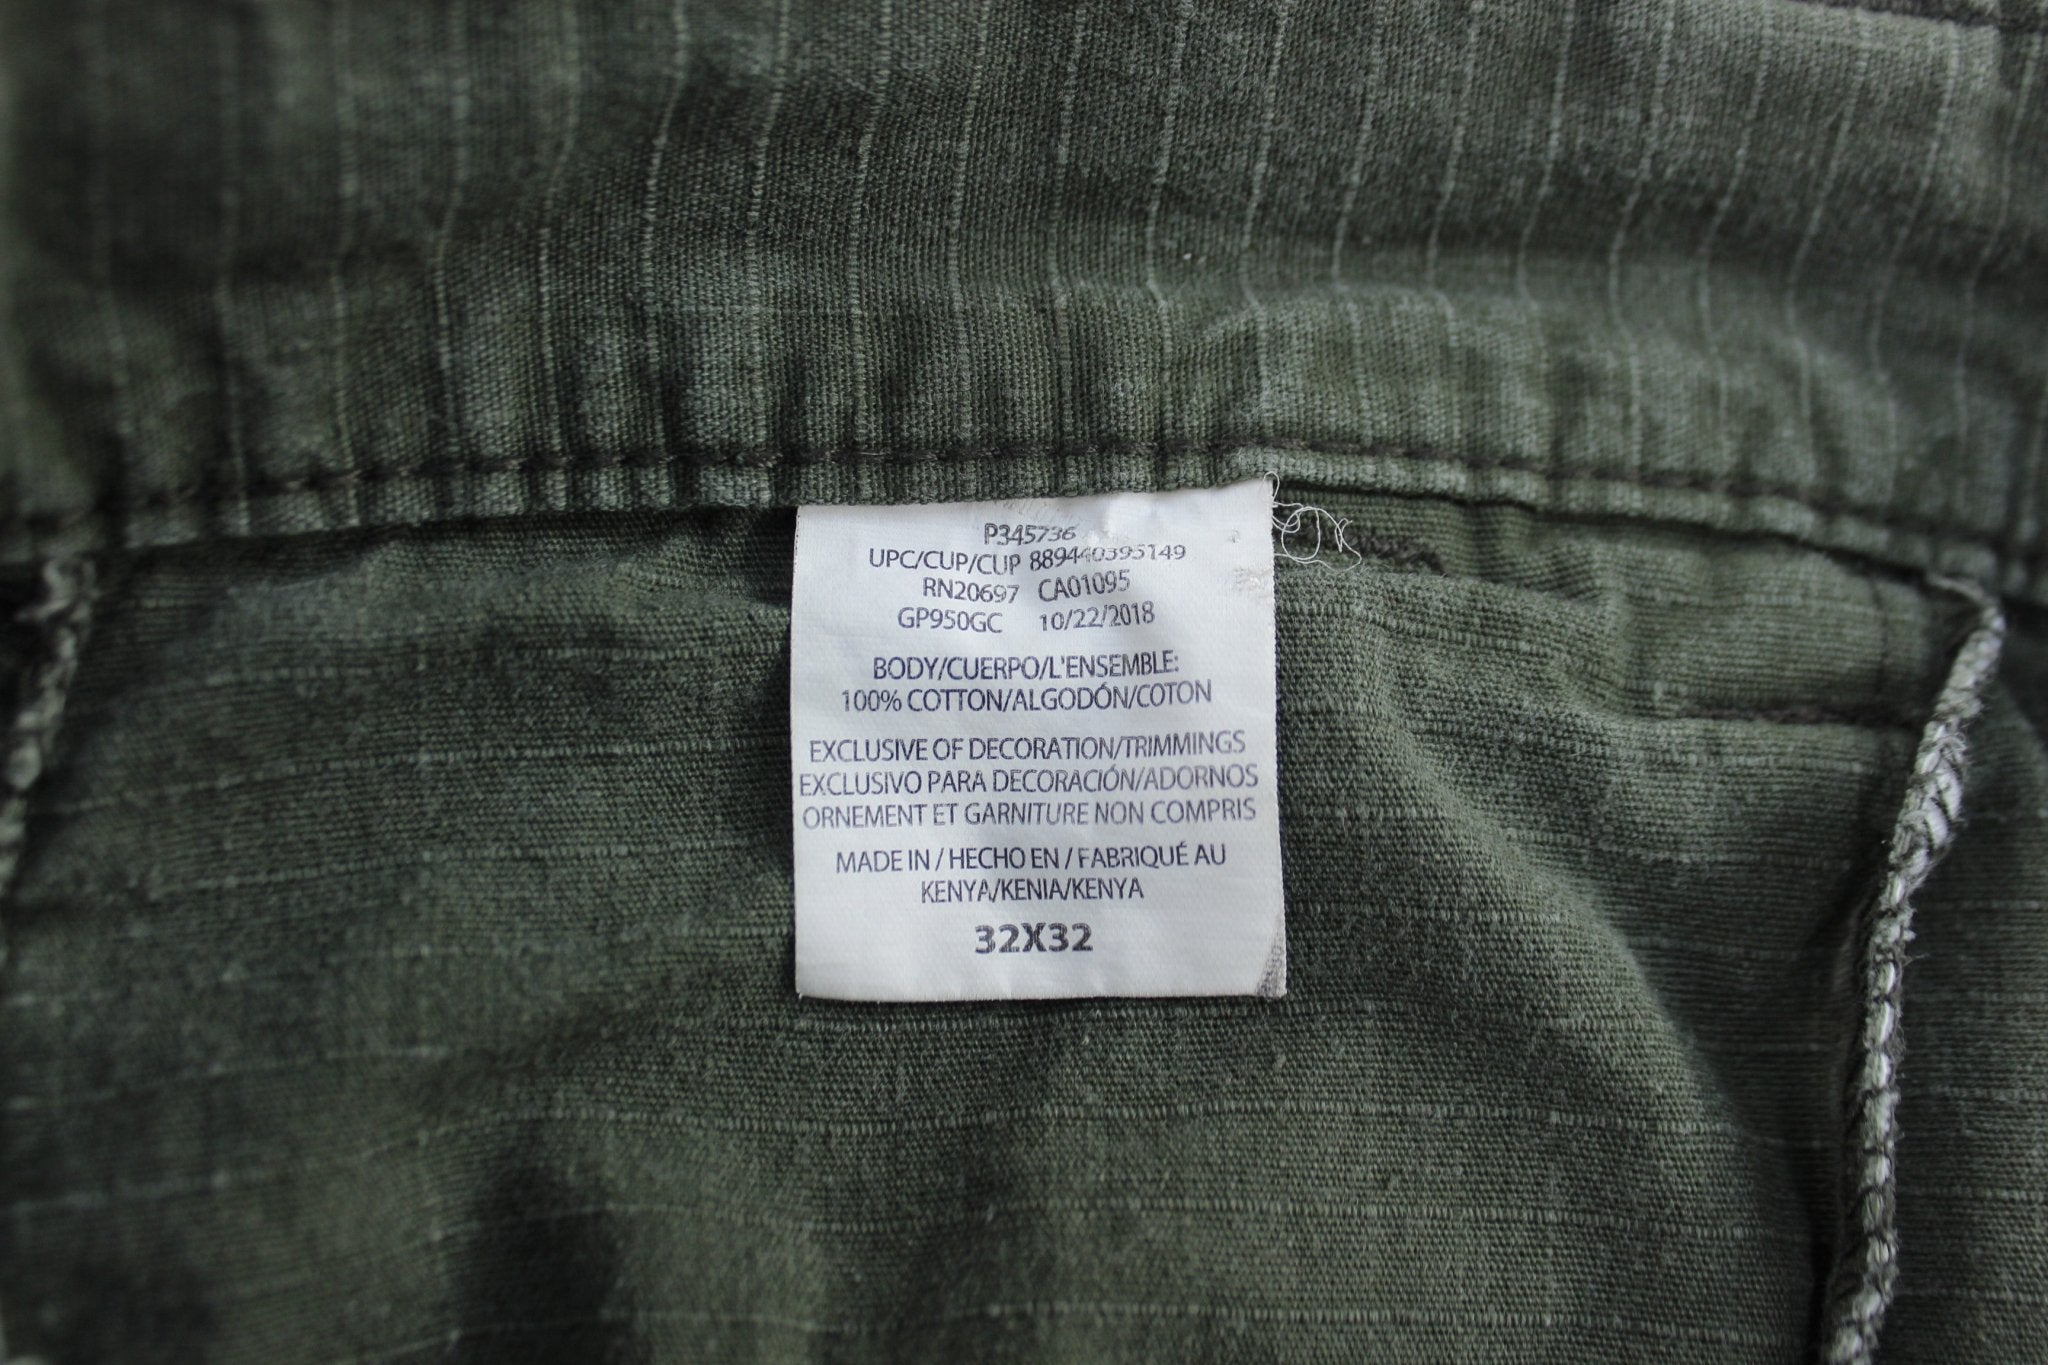 P345736
UPC/CUP/CUP 889440395149
RN20697 CA01095
GP950GC 10/22/2018
BODY/CUERPO/L'ENSEMBLE:
100% COTTON/ALGODÓN/COTON
EXCLUSIVE OF DECORATION/TRIMMINGS
EXCLUSIVO PARA DECORACIÓN/ADORNOS
ORNEMENT ET GARNITURE NON COMPRIS
MADE IN / HECHO EN / FABRIQUÉ AU
KENYA/KENIA/KENYA
32X32